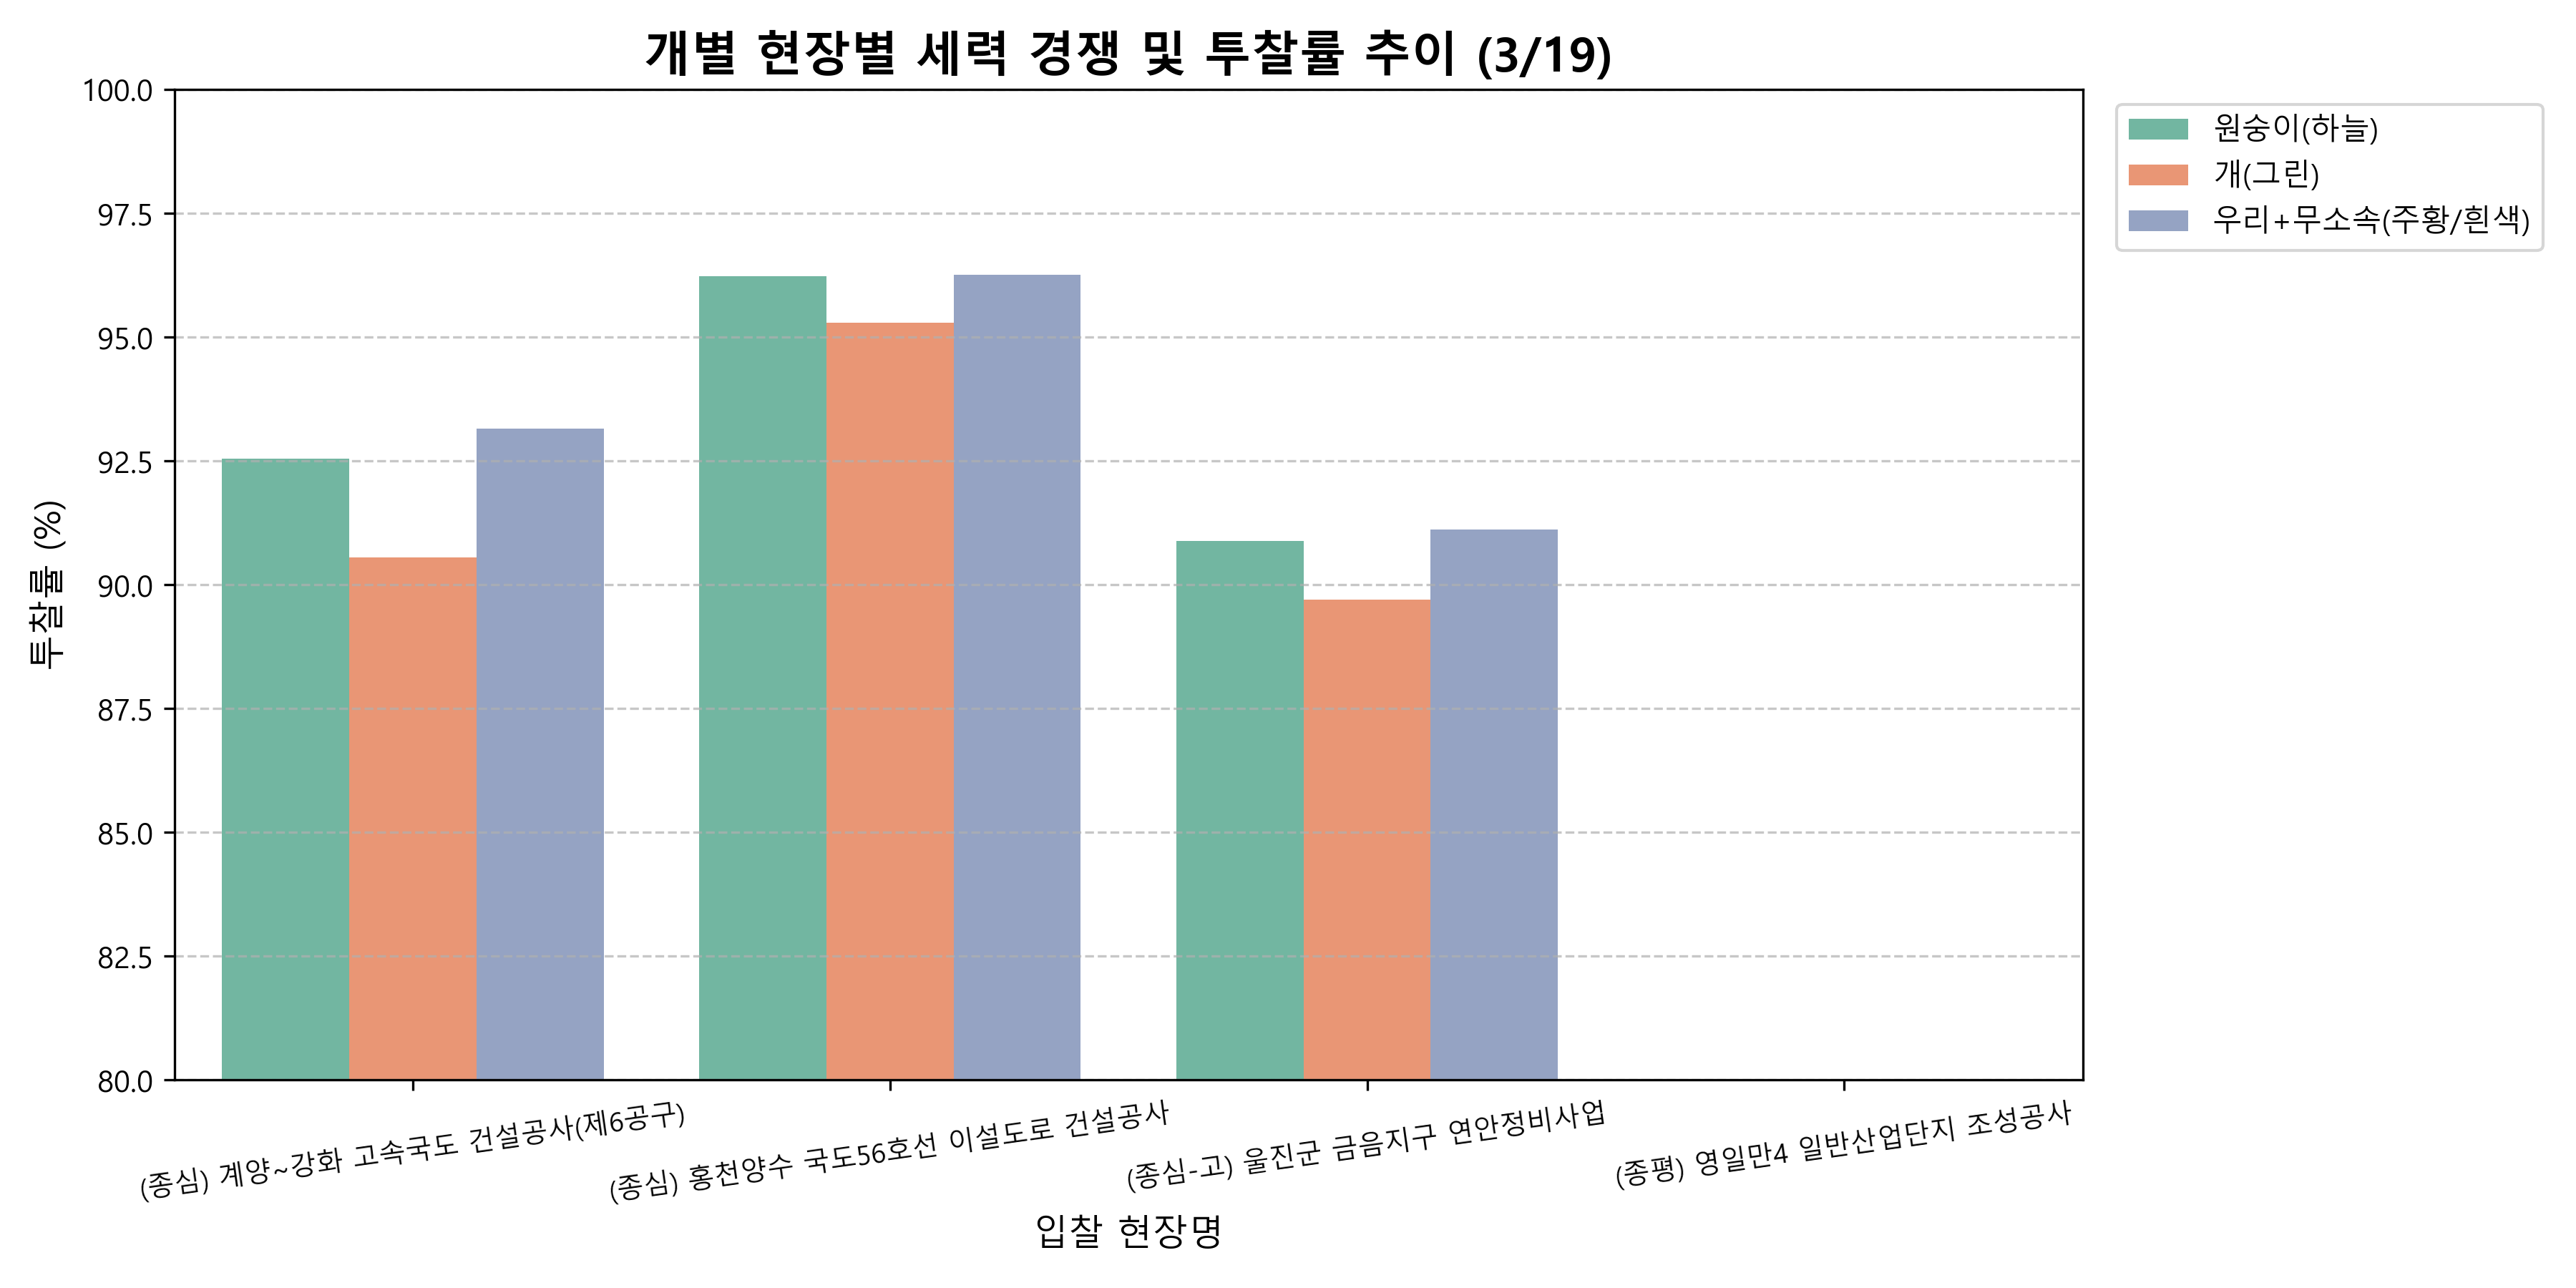 개별 현장별 세력 경쟁 및 투찰률 추이 (3/19)
100.0
97.5
95.0
92.5
90.0
87.5
85.0
82.5
80.0
투찰률 (%)
원숭이(하늘)
개(그린)
우리+무소속(주황/흰색)
(종심) 계양~강화 고속국도 건설공사(제6공구)
(종심) 홍천양수 국도56호선 이설도로 건설공사
(종심-고) 울진군 금음지구 연안정비사업
(종평) 영일만4 일반산업단지 조성공사
입찰 현장명